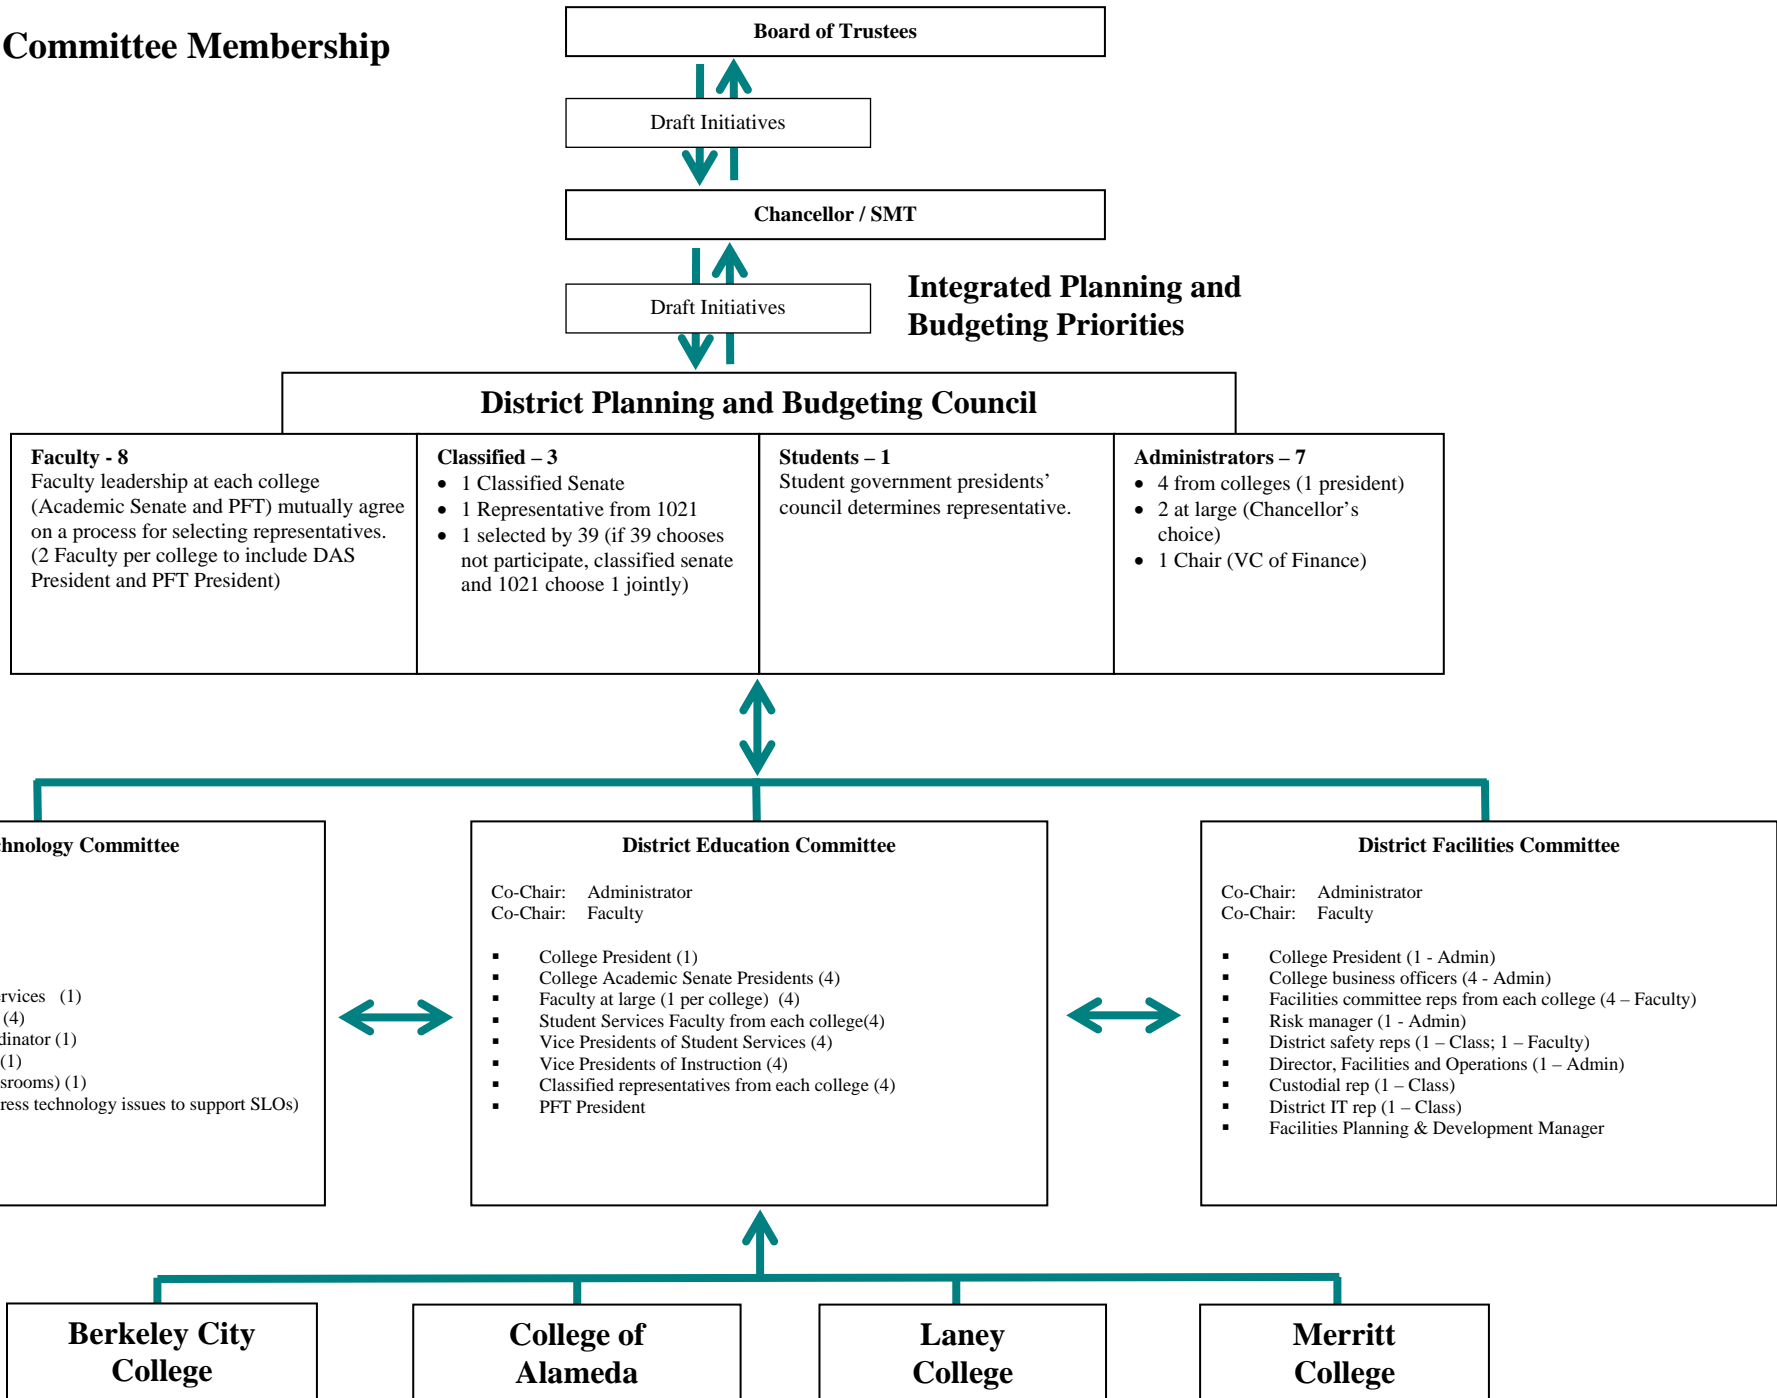 Committee Membership
Board of Trustees
Draft Initiatives
Chancellor / SMT
Draft Initiatives
Integrated Planning and
Budgeting Priorities
District Planning and Budgeting Council
Faculty - 8
Faculty leadership at each college
(Academic Senate and PFT) mutually agree
on a process for selecting representatives.
(2 Faculty per college to include DAS
President and PFT President)
Classified – 3
• 1 Classified Senate
• 1 Representative from 1021
• 1 selected by 39 (if 39 chooses
not participate, classified senate
and 1021 choose 1 jointly)
Students – 1
Student government presidents’
council determines representative.
Administrators – 7
• 4 from colleges (1 president)
• 2 at large (Chancellor’s
choice)
• 1 Chair (VC of Finance)
chnology Committee
ervices (1)
(4)
dinator (1)
(1)
srooms) (1)
ress technology issues to support SLOs)
District Education Committee
Co-Chair: Administrator
Co-Chair: Faculty
▪ College President (1)
▪ College Academic Senate Presidents (4)
▪ Faculty at large (1 per college) (4)
▪ Student Services Faculty from each college(4)
▪ Vice Presidents of Student Services (4)
▪ Vice Presidents of Instruction (4)
▪ Classified representatives from each college (4)
▪ PFT President
District Facilities Committee
Co-Chair: Administrator
Co-Chair: Faculty
▪ College President (1 - Admin)
▪ College business officers (4 - Admin)
▪ Facilities committee reps from each college (4 – Faculty)
▪ Risk manager (1 - Admin)
▪ District safety reps (1 – Class; 1 – Faculty)
▪ Director, Facilities and Operations (1 – Admin)
▪ Custodial rep (1 – Class)
▪ District IT rep (1 – Class)
▪ Facilities Planning & Development Manager
Berkeley City
College
College of
Alameda
Laney
College
Merritt
College